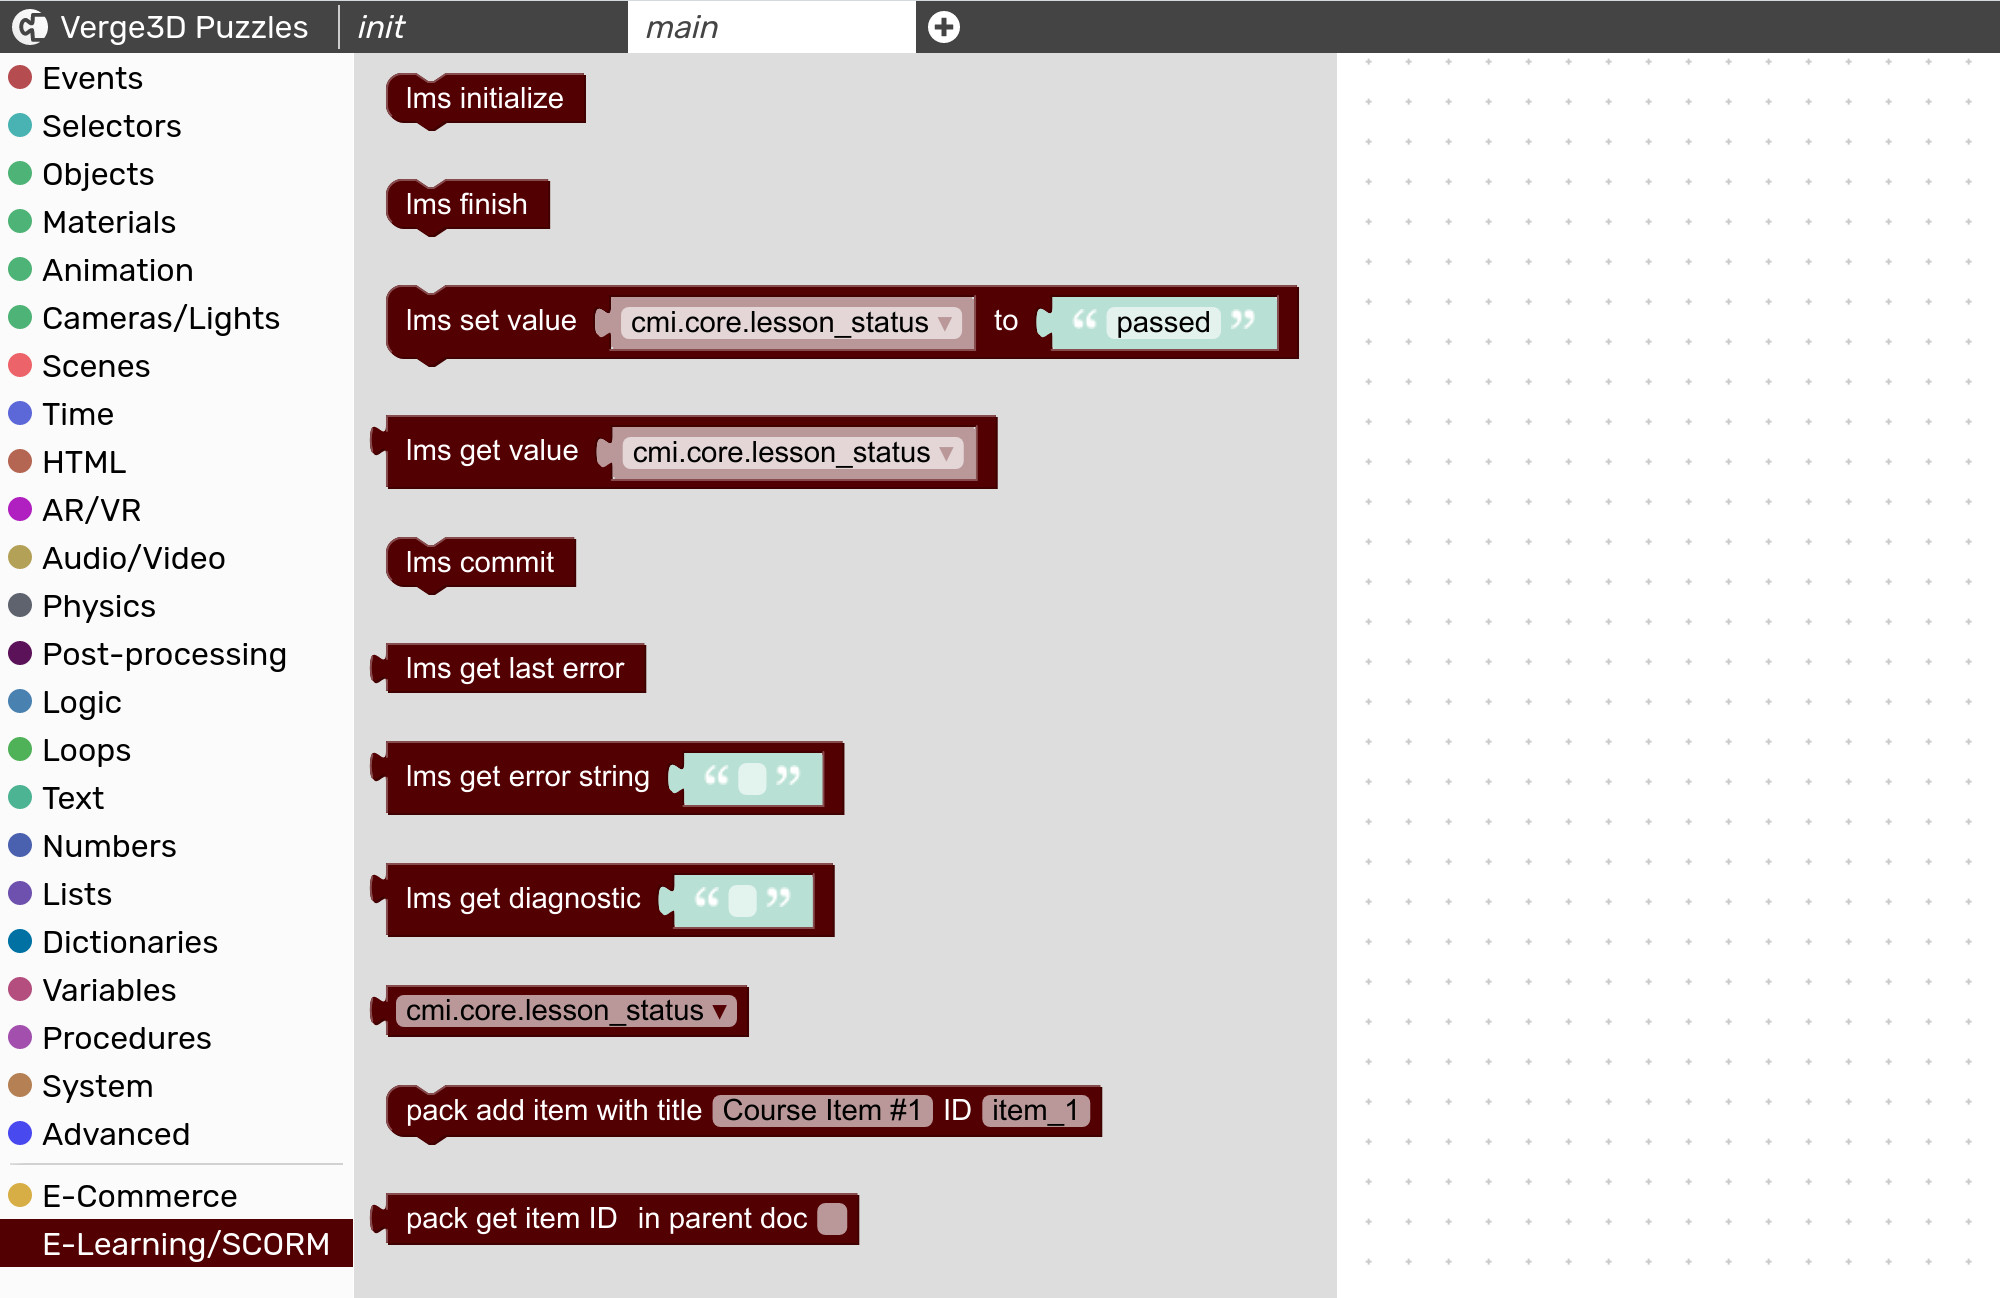 Verge3D Puzzles
init
main
Events
Selectors
Objects
Materials
Animation
Cameras/Lights
Scenes
Time
HTML
AR/VR
Audio/Video
Physics
Post-processing
Logic
Loops
Text
Numbers
Lists
Dictionaries
Variables
Procedures
System
Advanced
E-Commerce
E-Learning/SCORM
lms initialize
lms finish
lms set value cmi.core.lesson_status ▼ to “ passed ”
lms get value cmi.core.lesson_status ▼
lms commit
lms get last error
lms get error string “ ”
lms get diagnostic “ ”
cmi.core.lesson_status ▼
pack add item with title Course Item #1 ID item_1
pack get item ID in parent doc